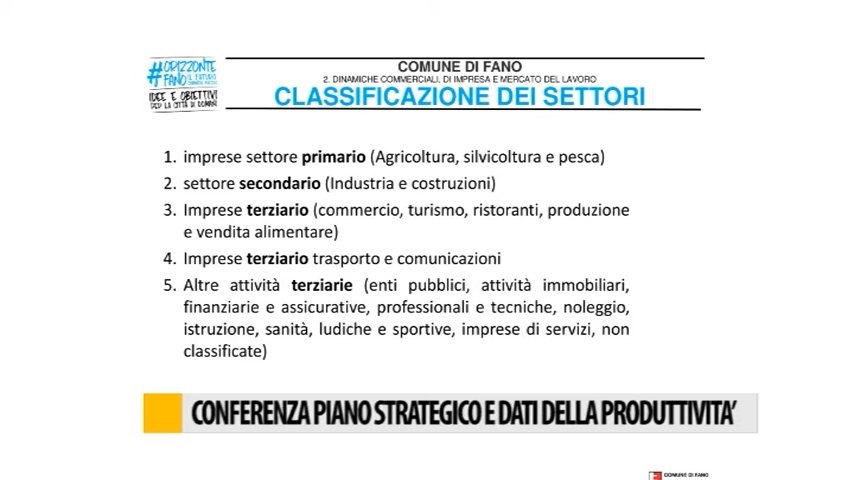 #ORIZZONTE
FANO IL FUTURO
IDEE E OBIETTIVI
PER LA CITTÀ DI DOMANI
COMUNE DI FANO
2. DINAMICHE COMMERCIALI, DI IMPRESA E MERCATO DEL LAVORO
CLASSIFICAZIONE DEI SETTORI
1. imprese settore primario (Agricoltura, silvicoltura e pesca)
2. settore secondario (Industria e costruzioni)
3. Imprese terziario (commercio, turismo, ristoranti, produzione
e vendita alimentare)
4. Imprese terziario trasporto e comunicazioni
5. Altre attività terziarie (enti pubblici, attività immobiliari,
finanziarie e assicurative, professionali e tecniche, noleggio,
istruzione, sanità, ludiche e sportive, imprese di servizi, non
classificate)
CONFERENZA PIANO STRATEGICO E DATI DELLA PRODUTTIVITA'
COMUNE DI FANO